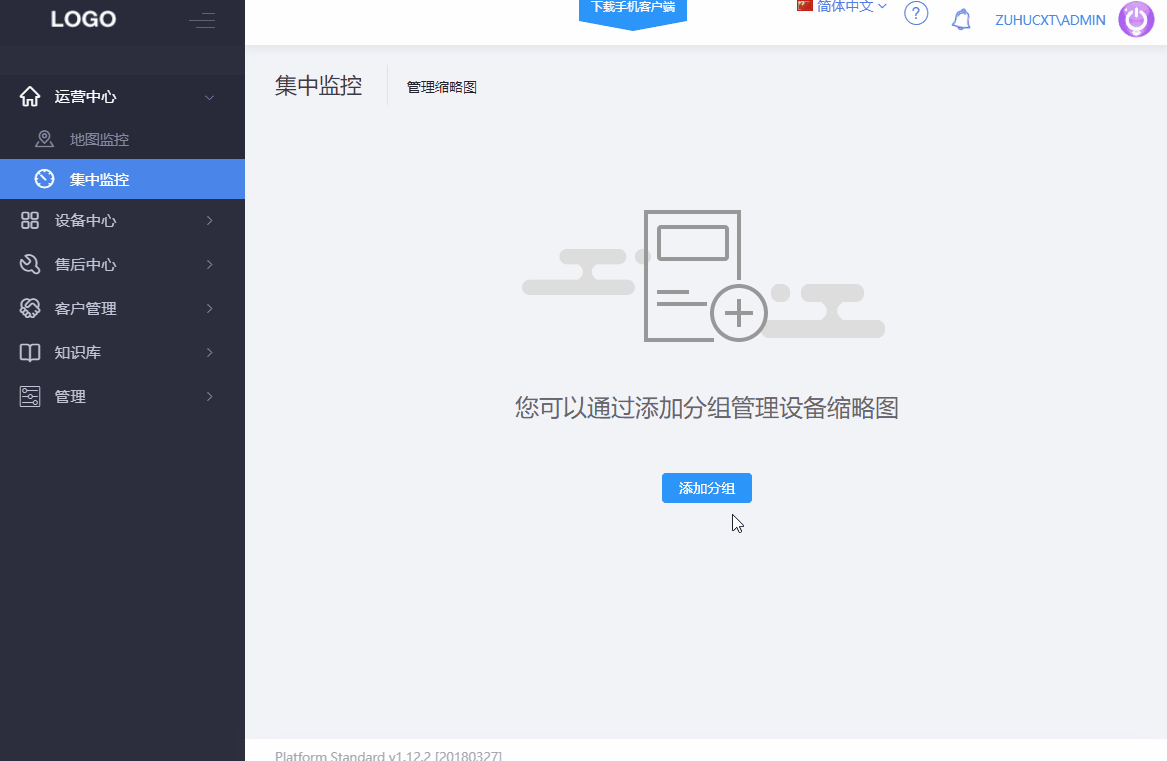 LOGO
下载手机客户端
简体中文
?
ZUHUCXT\ADMIN
运营中心
地图监控
集中监控
设备中心
售后中心
客户管理
知识库
管理
集中监控
管理缩略图
您可以通过添加分组管理设备缩略图
添加分组
Platform Standard v1.12.2 [20180327]